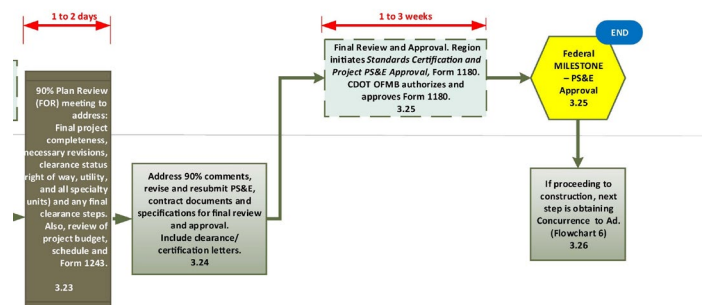 1 to 2 days
90% Plan Review
(FOR) meeting to
address:
Final project
completeness,
necessary revisions,
clearance status
right of way, utility,
and all specialty
units) and any final
clearance steps.
Also, review of
project budget,
schedule and
Form 1243.
3.23
Address 90% comments,
revise and resubmit PS&E,
contract documents and
specifications for final review
and approval.
Include clearance/
certification letters.
3.24
1 to 3 weeks
Final Review and Approval. Region
initiates Standards Certification and
Project PS&E Approval, Form 1180.
CDOT OFMB authorizes and
approves Form 1180.
3.25
END
Federal
MILESTONE
– PS&E
Approval
3.25
If proceeding to
construction, next
step is obtaining
Concurrence to Ad.
(Flowchart 6)
3.26